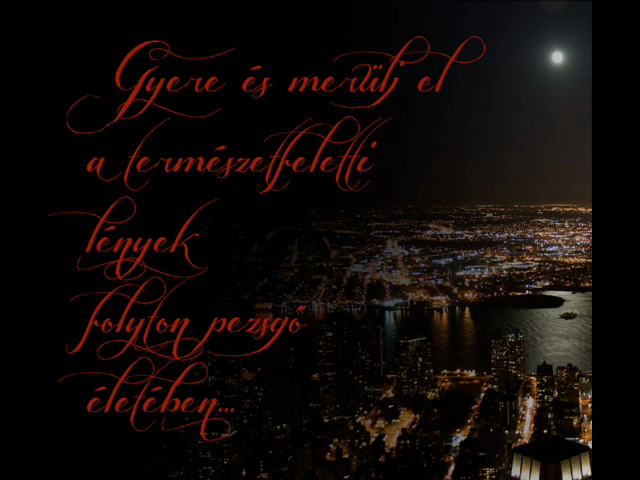 Gyere és merülj el
a természetfeletti
lények
folyton pezsgő
életében...